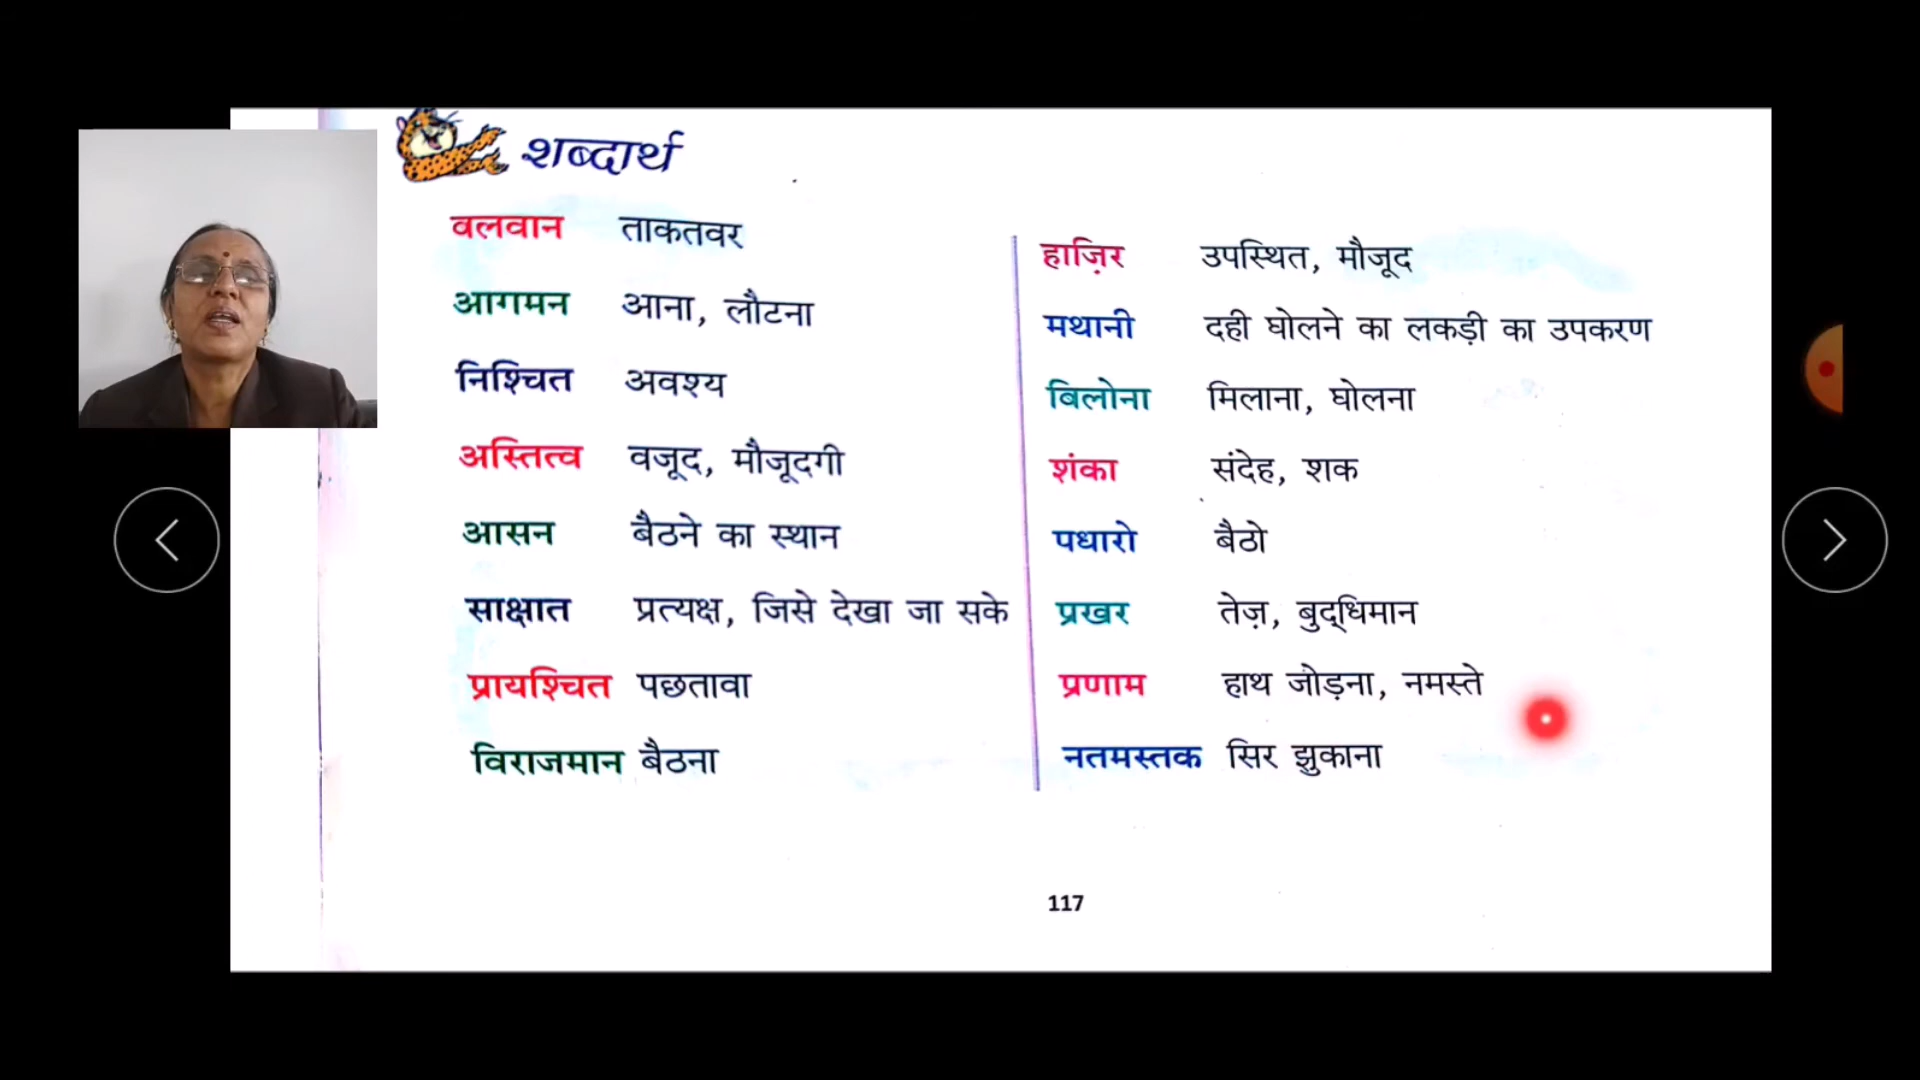 शब्दार्थ
बलवान ताकतवर
आगमन आना, लौटना
निश्चित अवश्य
अस्तित्व वजूद, मौजूदगी
आसन बैठने का स्थान
साक्षात प्रत्यक्ष, जिसे देखा जा सके
प्रायश्चित पछतावा
विराजमान बैठना
हाज़िर उपस्थित, मौजूद
मथानी दही घोलने का लकड़ी का उपकरण
बिलोना मिलाना, घोलना
शंका संदेह, शक
पधारो बैठो
प्रखर तेज़, बुद्‌धिमान
प्रणाम हाथ जोड़ना, नमस्ते
नतमस्तक सिर झुकाना
117